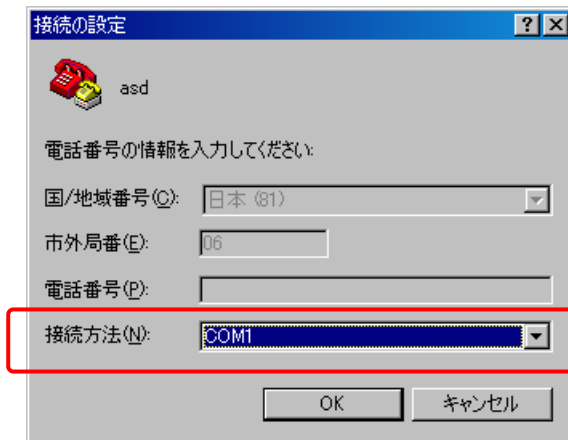 接続の設定
asd
電話番号の情報を入力してください:
国/地域番号(C): 日本 (81)
市外局番(E): 06
電話番号(P):
接続方法(N): COM1
OK キャンセル